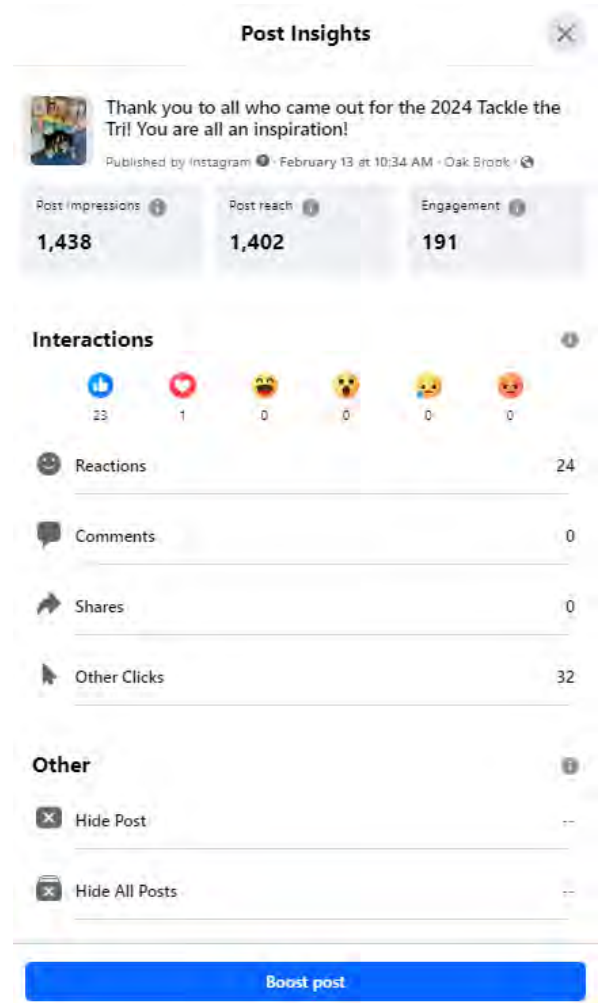 Post Insights
Thank you to all who came out for the 2024 Tackle the
Tri! You are all an inspiration!
Published by Instagram · February 13 at 10:34 AM · Oak Brook ·
Post Impressions Post reach Engagement
1,438 1,402 191
Interactions
23 1 0 0 0 0
Reactions 24
Comments 0
Shares 0
Other Clicks 32
Other
Hide Post --
Hide All Posts --
Boost post